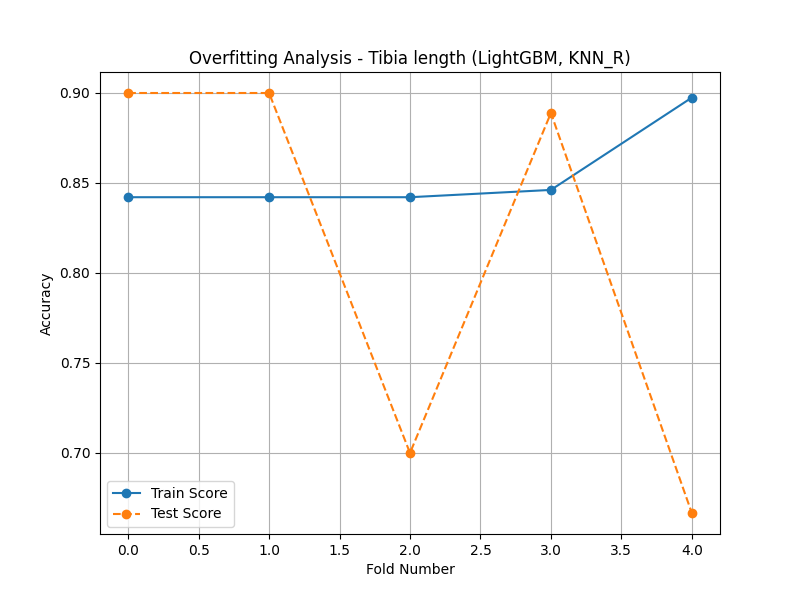 Overfitting Analysis - Tibia length (LightGBM, KNN_R)
Accuracy
0.90
0.85
0.80
0.75
0.70
Train Score
Test Score
0.0 0.5 1.0 1.5 2.0 2.5 3.0 3.5 4.0
Fold Number